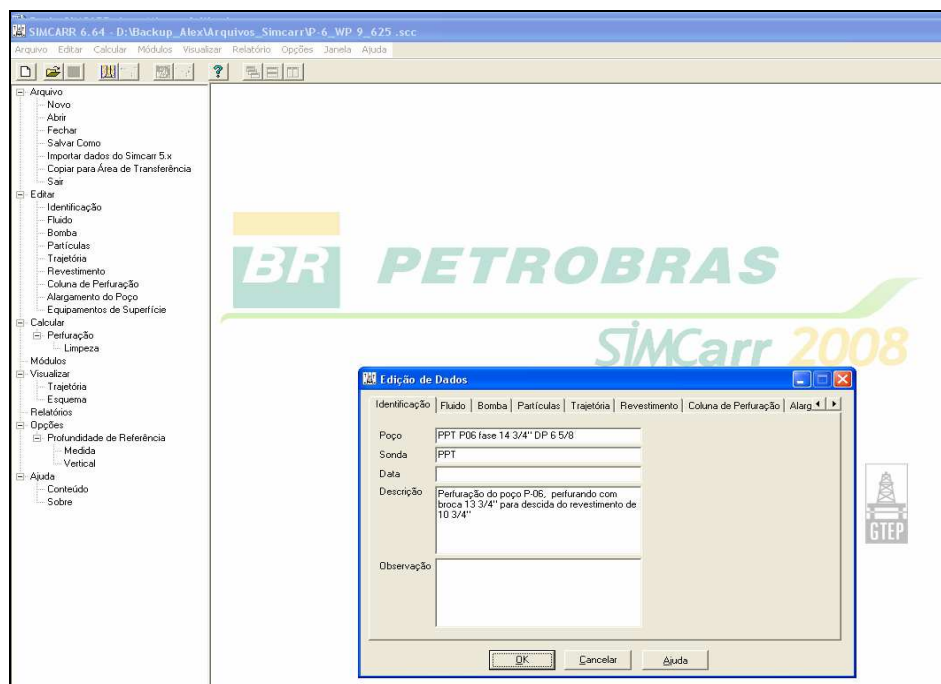 SIMCARR 6.64 - D:\Backup_Alex\Arquivos_Simcarr\P-6_WP 9_625 .scc
Arquivo Editar Calcular Módulos Visualizar Relatório Opções Janela Ajuda
Arquivo
Novo
Abrir
Fechar
Salvar Como
Importar dados do Simcarr 5.x
Copiar para Área de Transferência
Sair
Editar
Identificação
Fluido
Bomba
Partículas
Trajetória
Revestimento
Coluna de Perfuração
Alargamento do Poço
Equipamentos de Superfície
Calcular
Perfuração
Limpeza
Módulos
Visualizar
Trajetória
Esquema
Relatórios
Opções
Profundidade de Referência
Medida
Vertical
Ajuda
Conteúdo
Sobre
BR PETROBRAS
SIMCarr 2008
GTEP
Edição de Dados
Identificação Fluido Bomba Partículas Trajetória Revestimento Coluna de Perfuração Alarg
Poço PPT P06 fase 14 3/4" DP 6 5/8
Sonda PPT
Data
Descrição Perfuração do poço P-06, perfurando com
broca 13 3/4" para descida do revestimento de
10 3/4"
Observação
OK Cancelar Ajuda